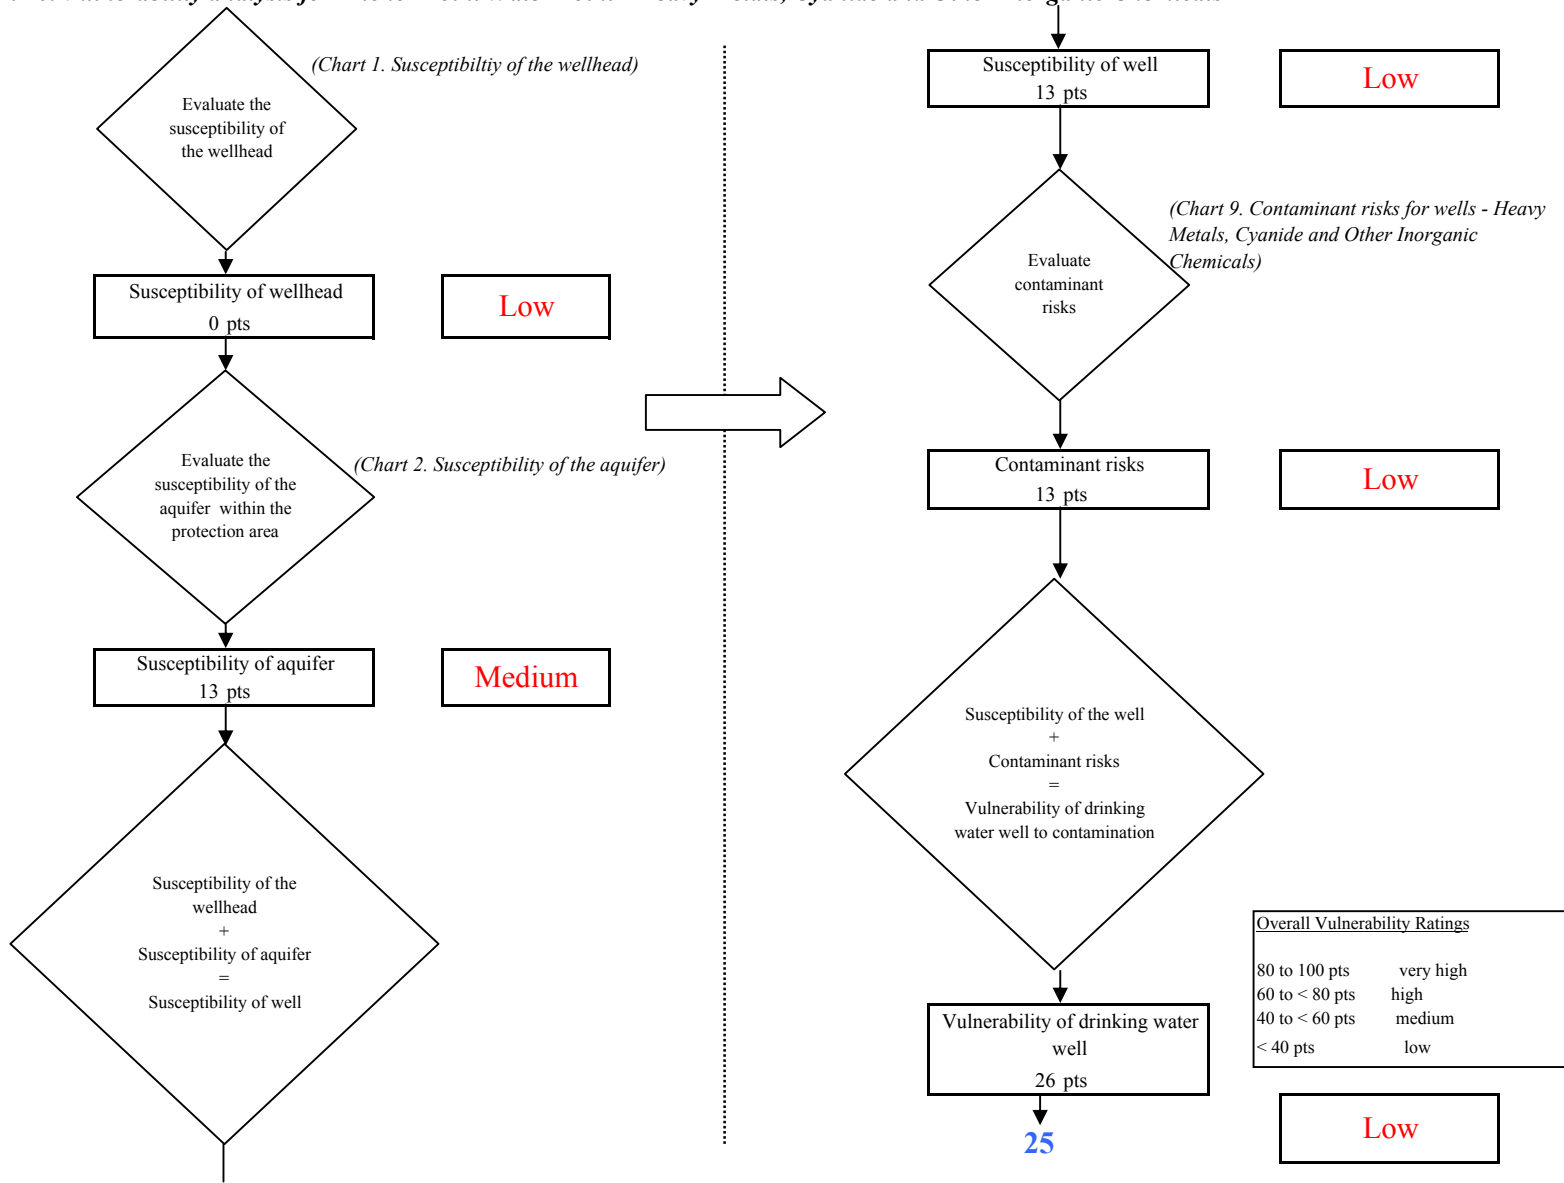 (Chart 1. Susceptibiltiy of the wellhead)
Evaluate the
susceptibility of
the wellhead
Susceptibility of wellhead
0 pts
Low
Evaluate the
susceptibility of the
aquifer within the
protection area
(Chart 2. Susceptibility of the aquifer)
Susceptibility of aquifer
13 pts
Medium
Susceptibility of the
wellhead
+
Susceptibility of aquifer
=
Susceptibility of well
Susceptibility of well
13 pts
Low
(Chart 9. Contaminant risks for wells - Heavy
Metals, Cyanide and Other Inorganic
Chemicals)
Evaluate
contaminant
risks
Contaminant risks
13 pts
Low
Susceptibility of the well
+
Contaminant risks
=
Vulnerability of drinking
water well to contamination
Overall Vulnerability Ratings
80 to 100 pts very high
60 to < 80 pts high
40 to < 60 pts medium
< 40 pts low
Vulnerability of drinking water
well
26 pts
25
Low